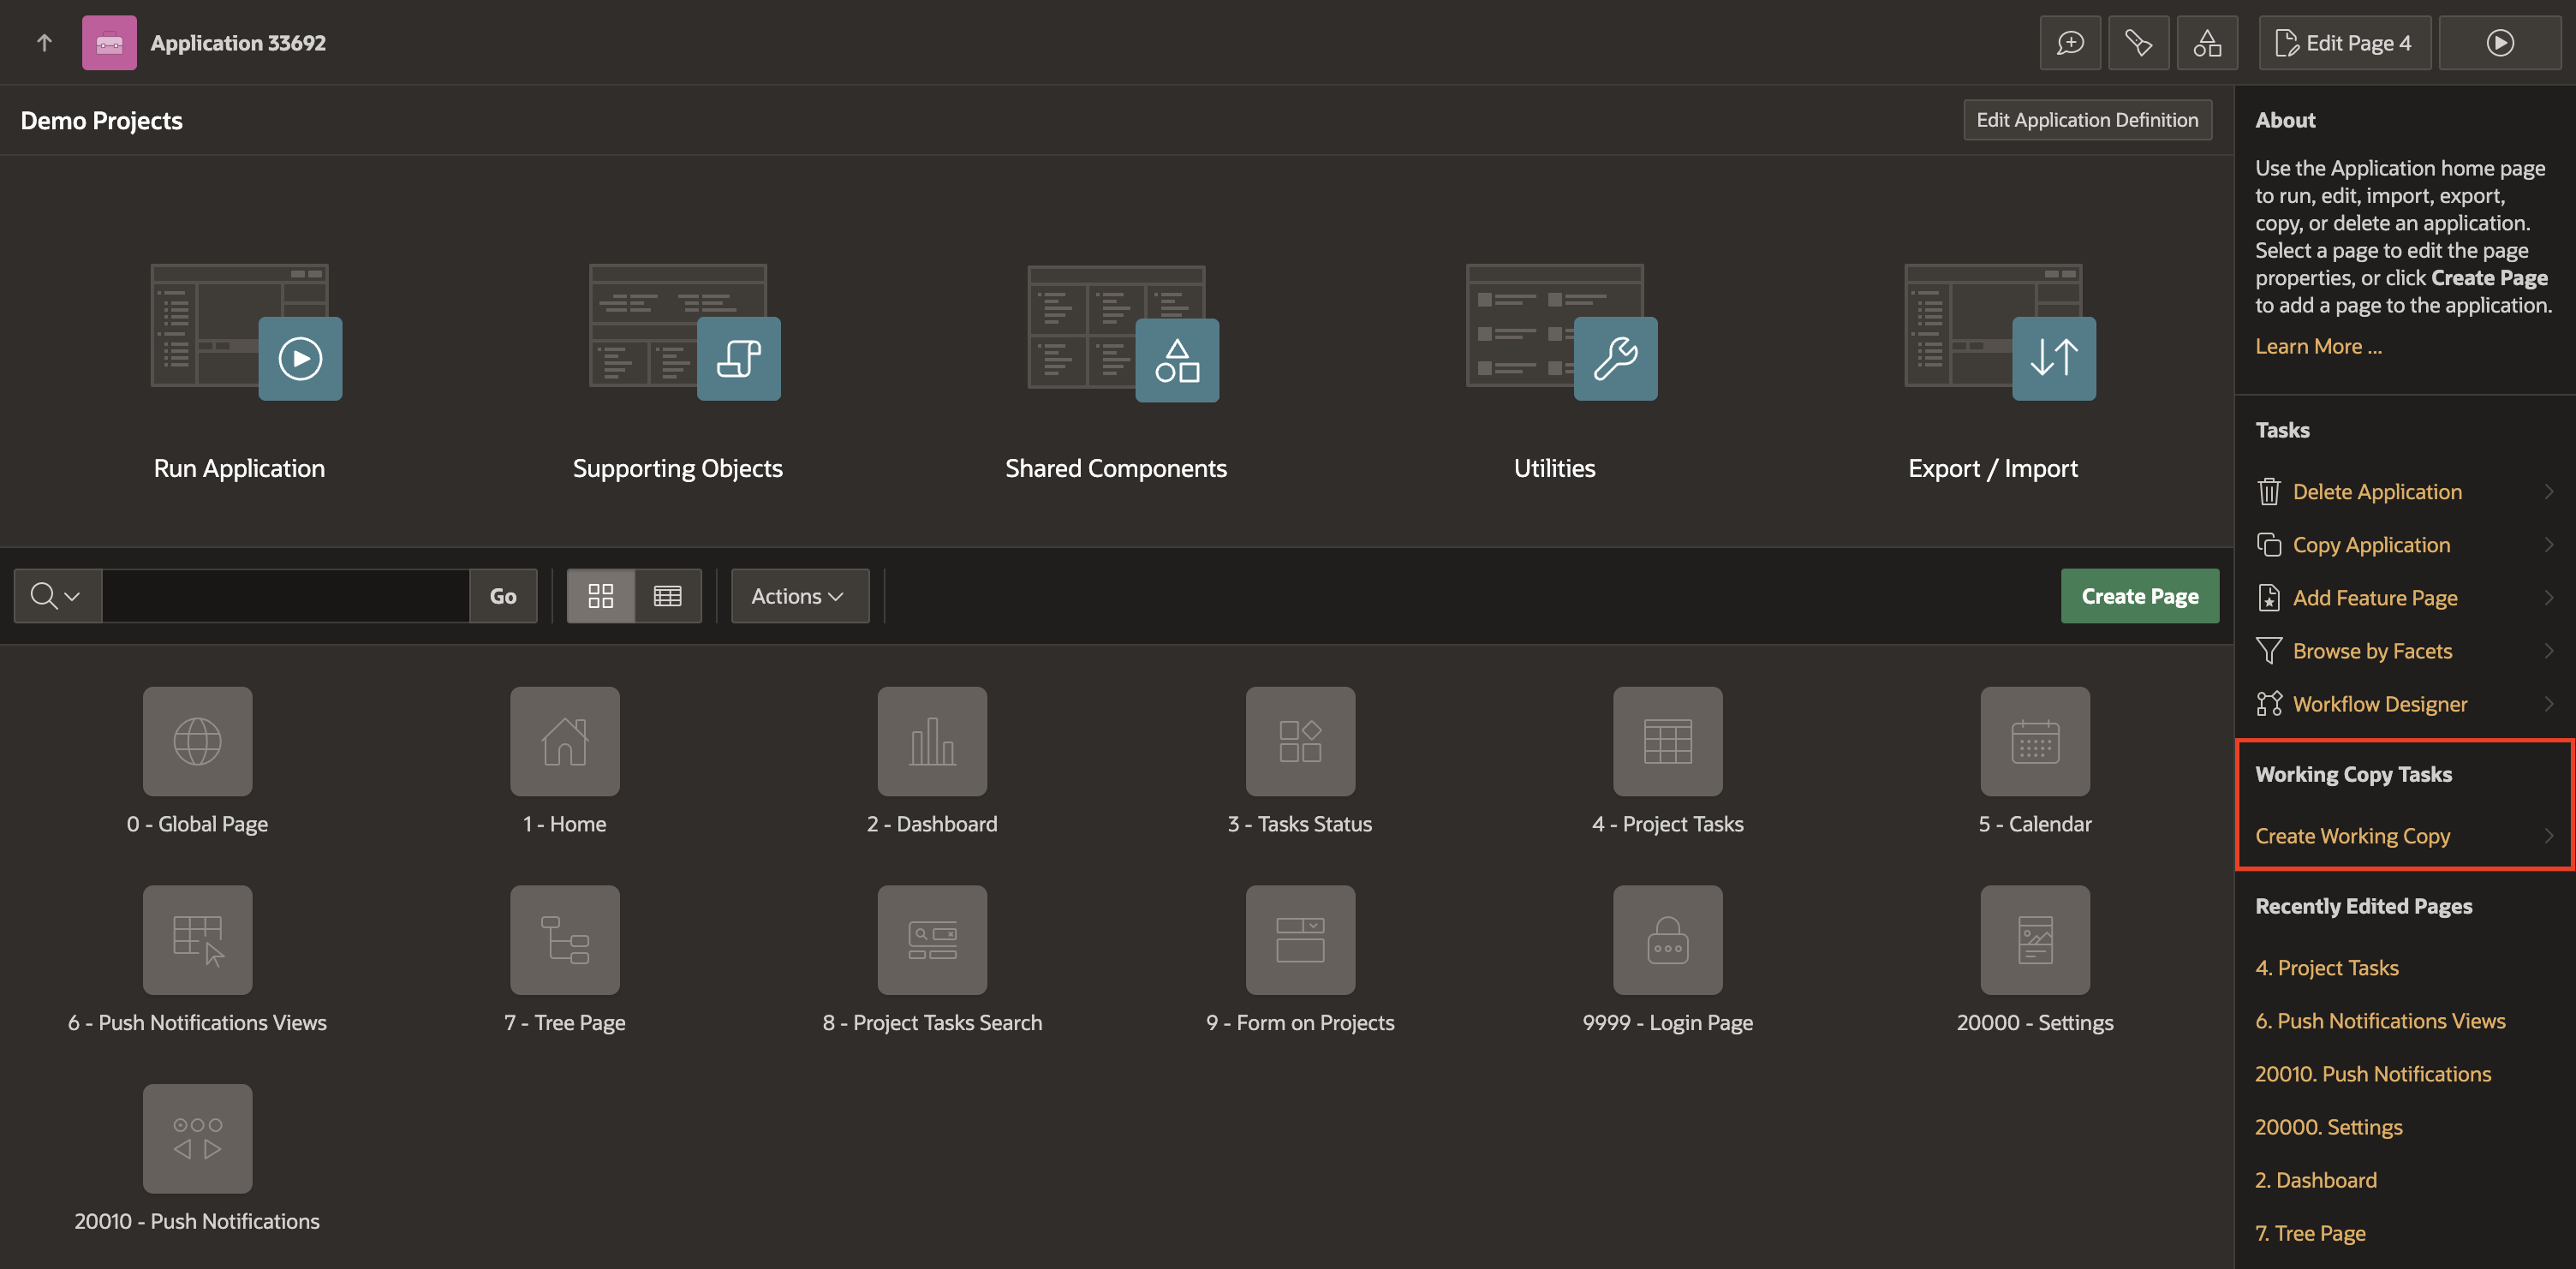 Application 33692
Edit Page 4
Demo Projects
Edit Application Definition
Run Application
Supporting Objects
Shared Components
Utilities
Export / Import
Go
Actions
Create Page
0 - Global Page
1 - Home
2 - Dashboard
3 - Tasks Status
4 - Project Tasks
5 - Calendar
6 - Push Notifications Views
7 - Tree Page
8 - Project Tasks Search
9 - Form on Projects
9999 - Login Page
20000 - Settings
20010 - Push Notifications
About
Use the Application home page
to run, edit, import, export,
copy, or delete an application.
Select a page to edit the page
properties, or click Create Page
to add a page to the application.
Learn More ...
Tasks
Delete Application
Copy Application
Add Feature Page
Browse by Facets
Workflow Designer
Working Copy Tasks
Create Working Copy
Recently Edited Pages
4. Project Tasks
6. Push Notifications Views
20010. Push Notifications
20000. Settings
2. Dashboard
7. Tree Page